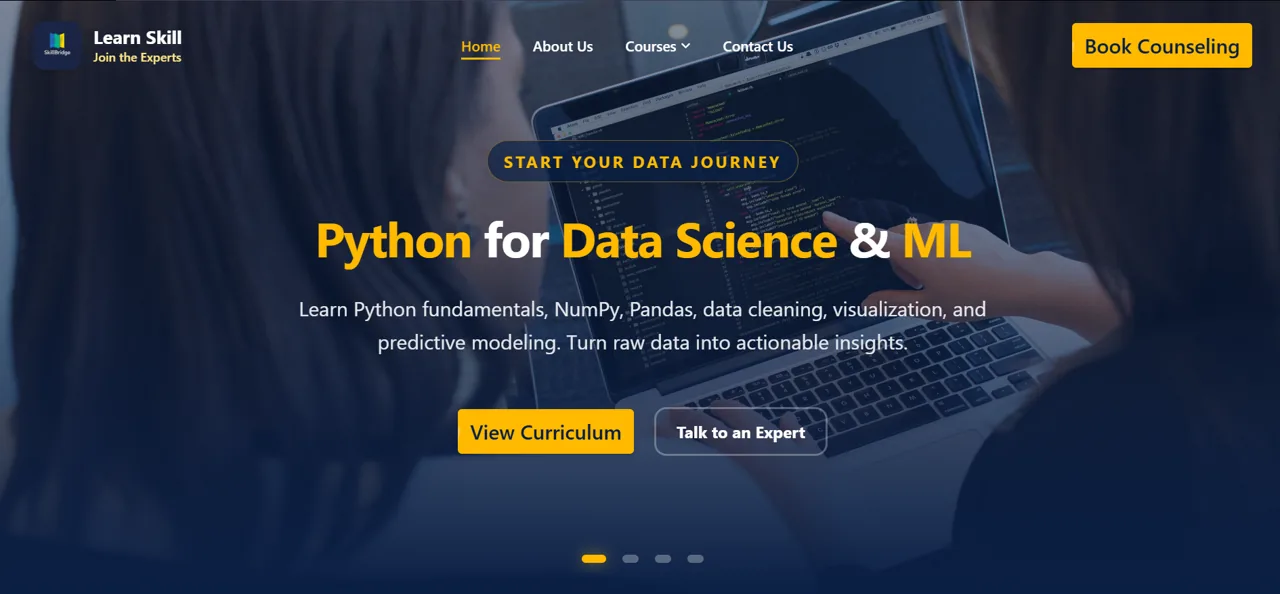 SkillBridge
Learn Skill
Join the Experts
Home
About Us
Courses
Contact Us
Book Counseling
START YOUR DATA JOURNEY
Python for Data Science & ML
Learn Python fundamentals, NumPy, Pandas, data cleaning, visualization, and
predictive modeling. Turn raw data into actionable insights.
View Curriculum
Talk to an Expert